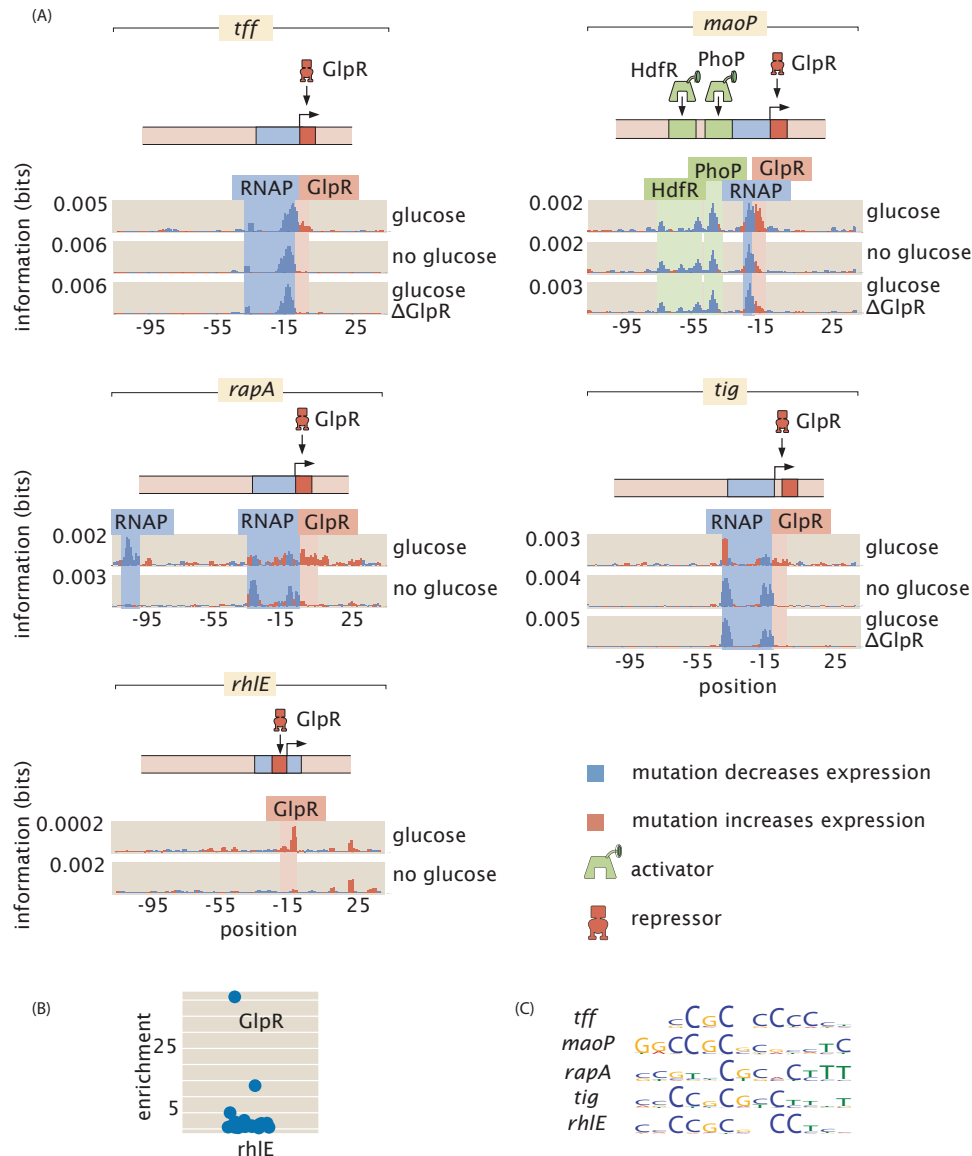 (A)
tff
GlpR
information (bits)
RNAP GlpR
0.005 glucose
0.006 no glucose
0.006 glucose
ΔGlpR
-95 -55 -15 25
maoP
HdfR PhoP GlpR
PhoP GlpR
HdfR RNAP
0.002 glucose
0.002 no glucose
0.003 glucose
ΔGlpR
-95 -55 -15 25
rapA
GlpR
information (bits)
RNAP RNAP GlpR
0.002 glucose
0.003 no glucose
-95 -55 -15 25
tig
GlpR
RNAP GlpR
0.003 glucose
0.004 no glucose
0.005 glucose
ΔGlpR
-95 -55 -15 25
position
rhlE
GlpR
information (bits)
GlpR
0.0002 glucose
0.002 no glucose
-95 -55 -15 25
position
mutation decreases expression
mutation increases expression
activator
repressor
(B)
enrichment
GlpR
25
5
rhlE
(C)
tff
maoP
rapA
tig
rhlE